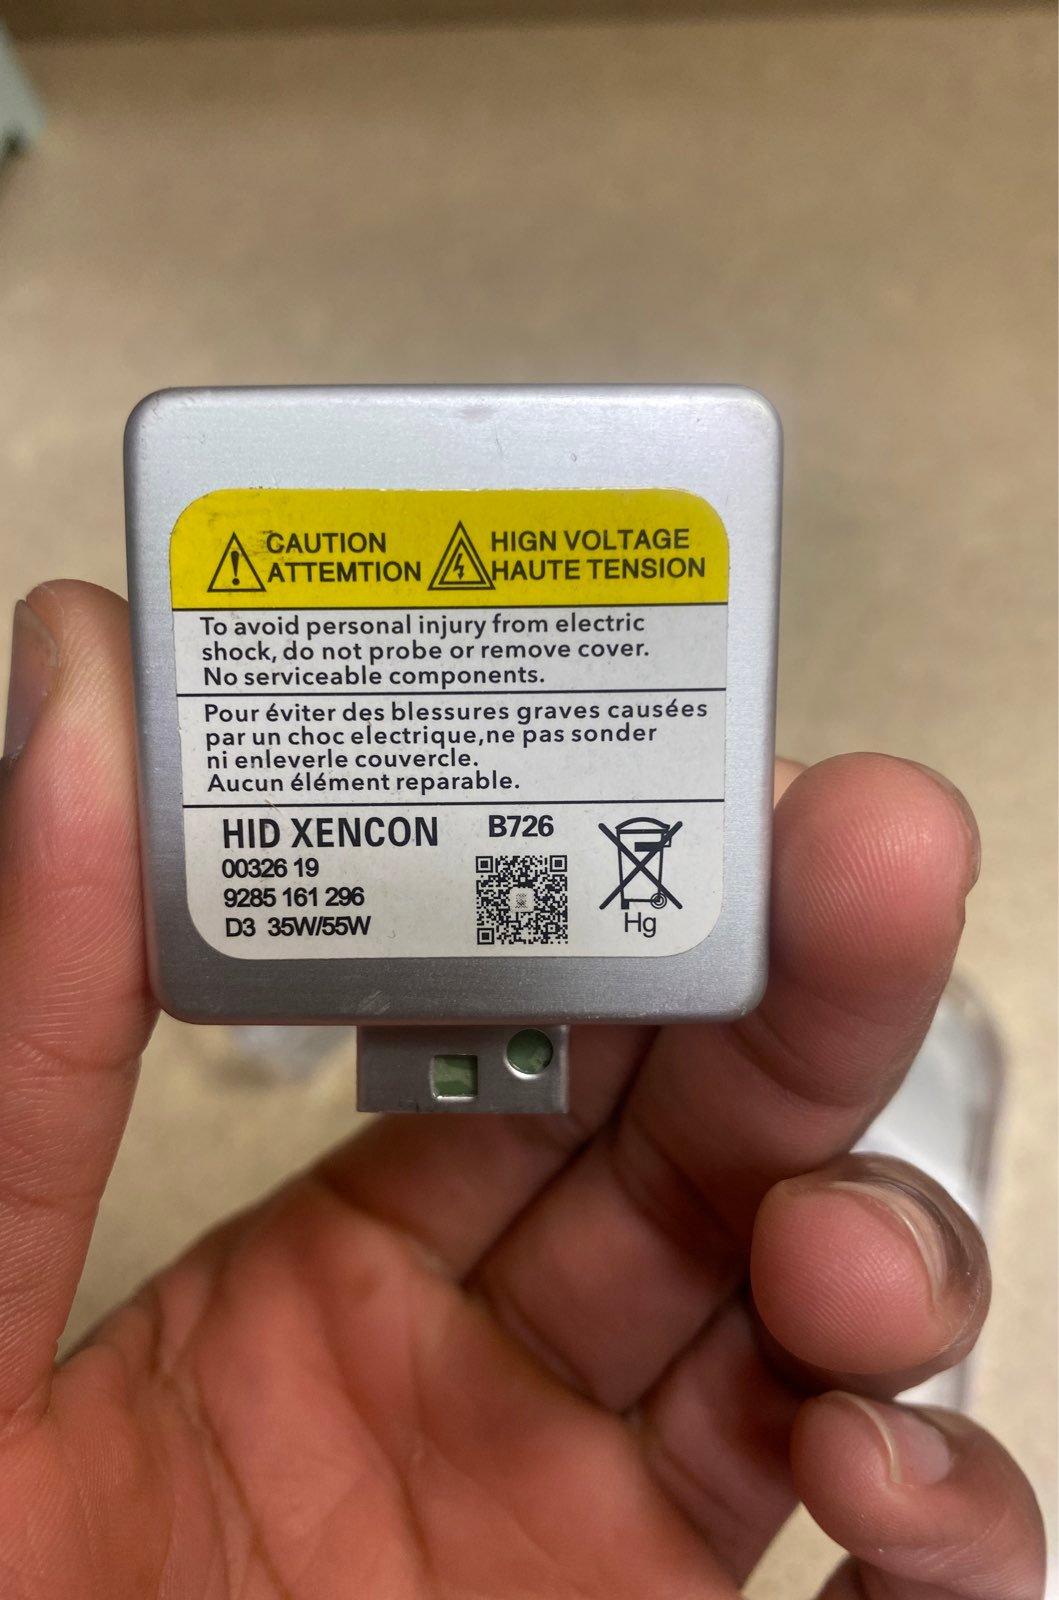 CAUTION
ATTEMTION
HIGN VOLTAGE
HAUTE TENSION
To avoid personal injury from electric
shock, do not probe or remove cover.
No serviceable components.
Pour éviter des blessures graves causées
par un choc electrique,ne pas sonder
ni enleverle couvercle.
Aucun élément reparable.
HID XENCON
B726
00326 19
9285 161 296
D3 35W/55W
Hg